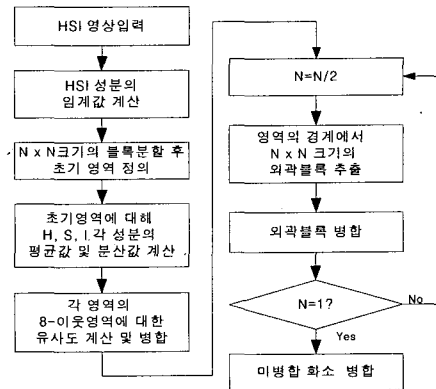 HSI 영상입력
HSI 성분의
임계값 계산
N x N크기의 블록분할 후
초기 영역 정의
초기영역에 대해
H, S, I.각 성분의
평균값 및 분산값 계산
각 영역의
8-이웃영역에 대한
유사도 계산 및 병합
N=N/2
영역의 경계에서
N x N 크기의
외곽블록 추출
외곽블록 병합
N=1?
No
Yes
미병합 화소 병합